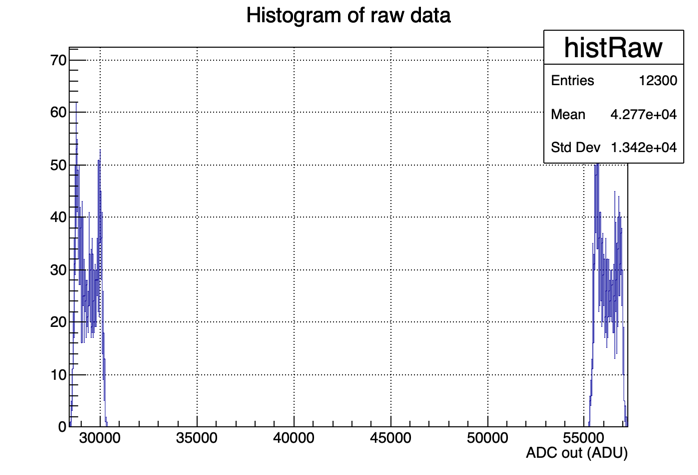 Histogram of raw data
histRaw
Entries 12300
Mean 4.277e+04
Std Dev 1.342e+04
70
60
50
40
30
20
10
0
30000 35000 40000 45000 50000 55000
ADC out (ADU)